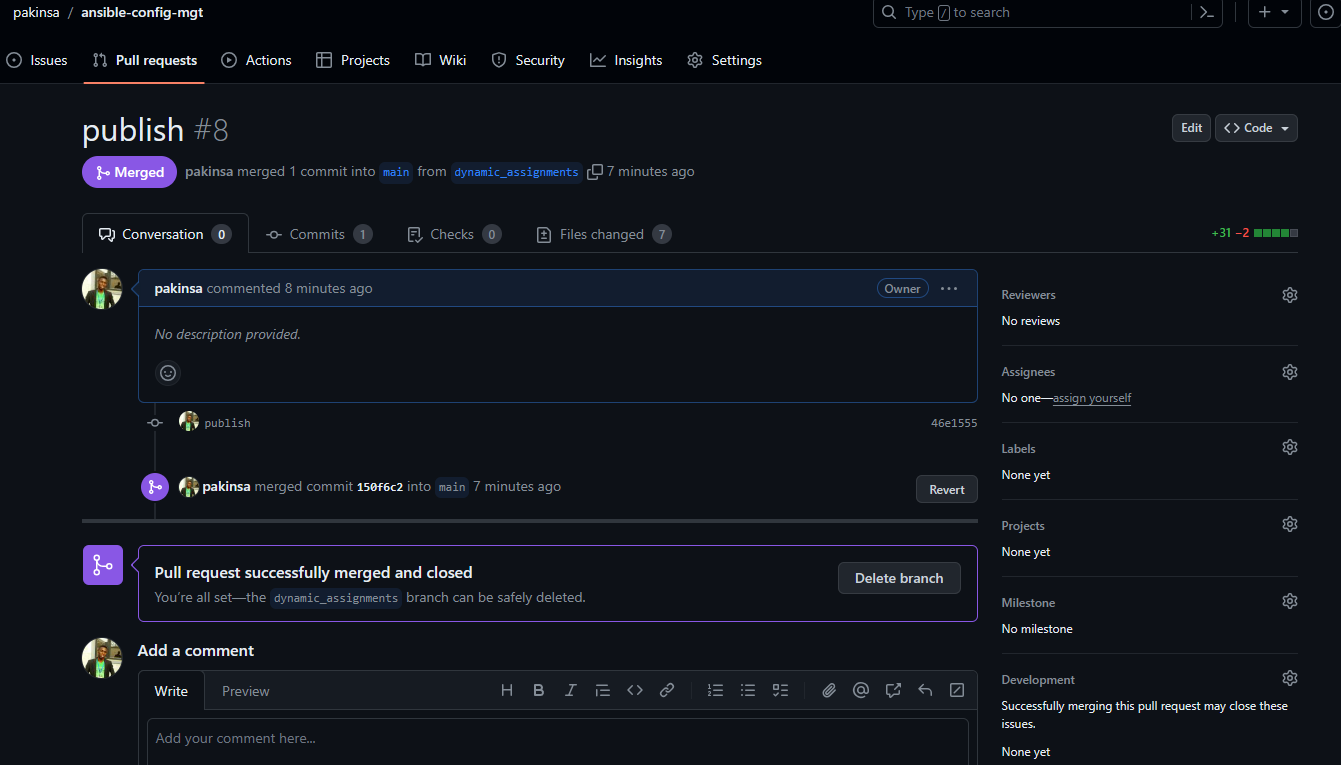 pakinsa / ansible-config-mgt
Type / to search
Issues Pull requests Actions Projects Wiki Security Insights Settings
publish #8
Edit Code
Merged pakinsa merged 1 commit into main from dynamic_assignments 7 minutes ago
Conversation 0 Commits 1 Checks 0 Files changed 7
+31 −2
pakinsa commented 8 minutes ago Owner
No description provided.
publish 46e1555
pakinsa merged commit 150f6c2 into main 7 minutes ago Revert
Pull request successfully merged and closed
You're all set—the dynamic_assignments branch can be safely deleted.
Delete branch
Add a comment
Write Preview
Add your comment here...
Reviewers
No reviews
Assignees
No one—assign yourself
Labels
None yet
Projects
None yet
Milestone
No milestone
Development
Successfully merging this pull request may close these
issues.
None yet